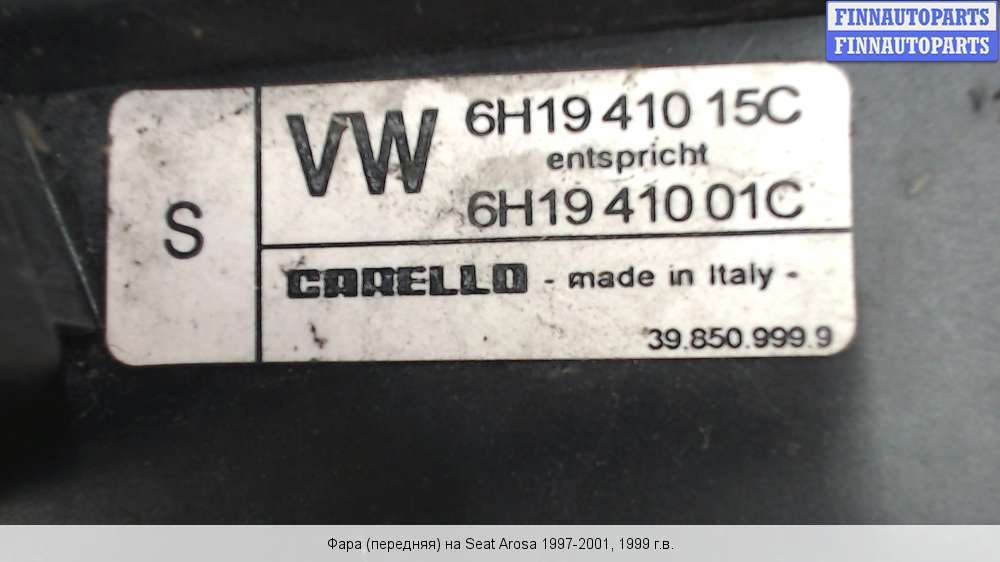 FINNAUTOPARTS
FINNAUTOPARTS
S
VW
6H19 410 15C
entspricht
6H19 410 01C
CARELLO - made in Italy -
39.850.999.9
Фара (передняя) на Seat Arosa 1997-2001, 1999 г.в.